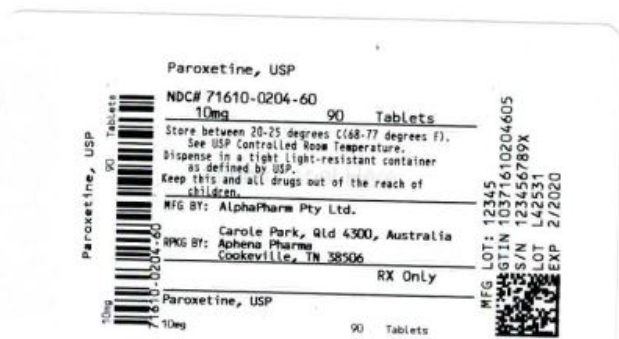 Paroxetine, USP
NDC# 71610-0204-60
10mg 90 Tablets
Store between 20-25 degrees C(68-77 degrees F).
See USP Controlled Room Temperature.
Dispense in a tight light-resistant container
as defined by USP.
Keep this and all drugs out of the reach of
children.
MFG BY: AlphaPharm Pty Ltd.
Carole Park, Qld 4300, Australia
RPKG BY: Aphena Pharma
Cookeville, TN 38506
RX Only
Paroxetine, USP
10mg 90 Tablets
Paroxetine, USP
10mg 90 Tablets
71610-0204-60
MFG LOT: 12345
GTIN 10371610204605
S/N 123456789X
LOT L42531
EXP 2/2020